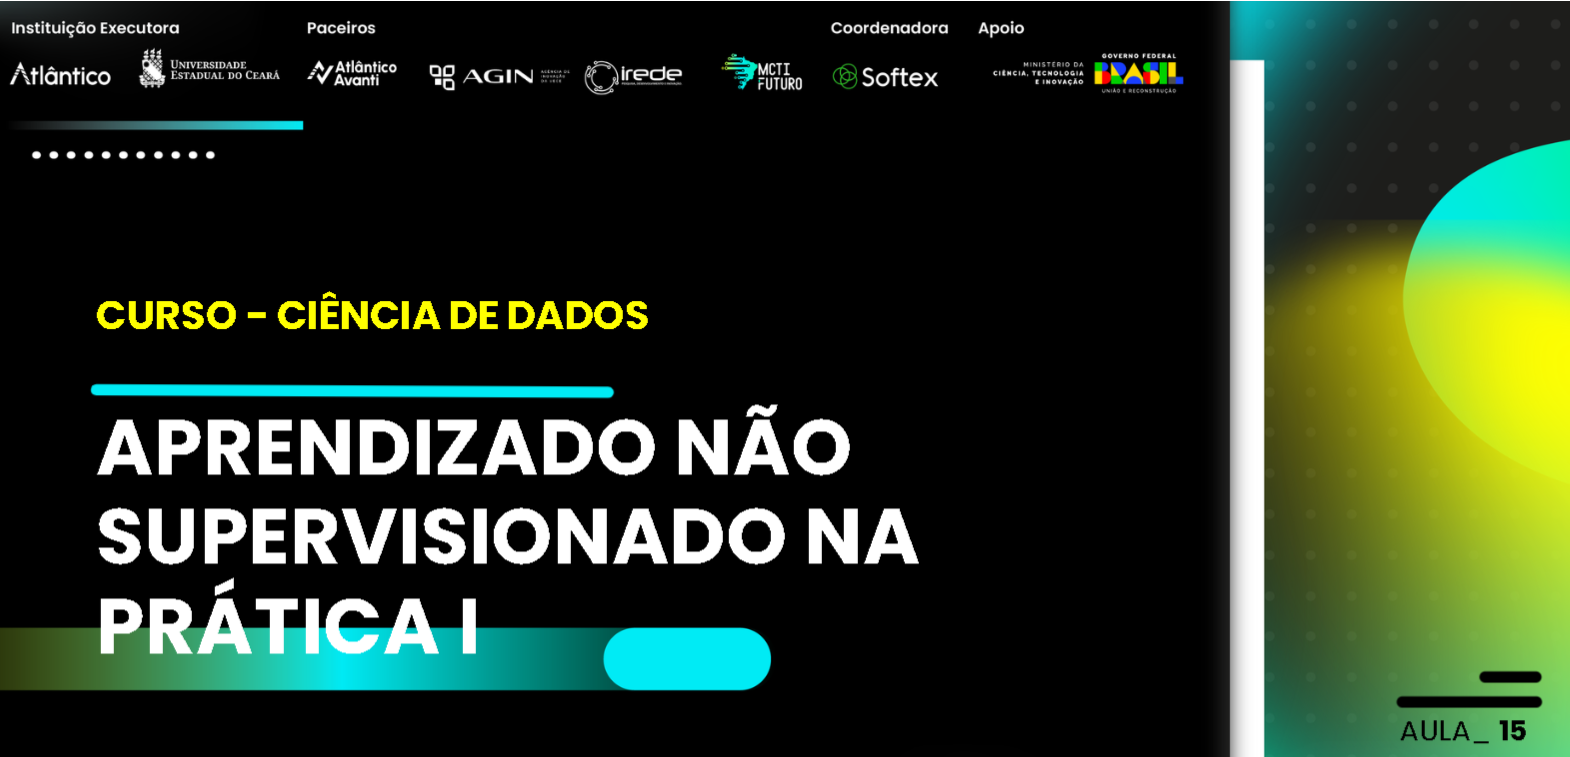 Instituição Executora
Paceiros
Coordenadora
Apoio
Atlântico
UNIVERSIDADE
ESTADUAL DO CEARÁ
Atlântico
Avanti
AGIN
irede
MCTI
FUTURO
Softex
MINISTÉRIO DA
CIÊNCIA, TECNOLOGIA
E INOVAÇÃO
GOVERNO FEDERAL
BRASIL
UNIÃO E RECONSTRUÇÃO
CURSO - CIÊNCIA DE DADOS
APRENDIZADO NÃO
SUPERVISIONADO NA
PRÁTICA I
AULA_ 15